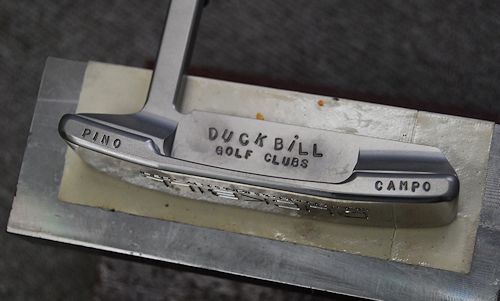 DUCKBiLL
GOLF CLUBS
PINO
CAMPO